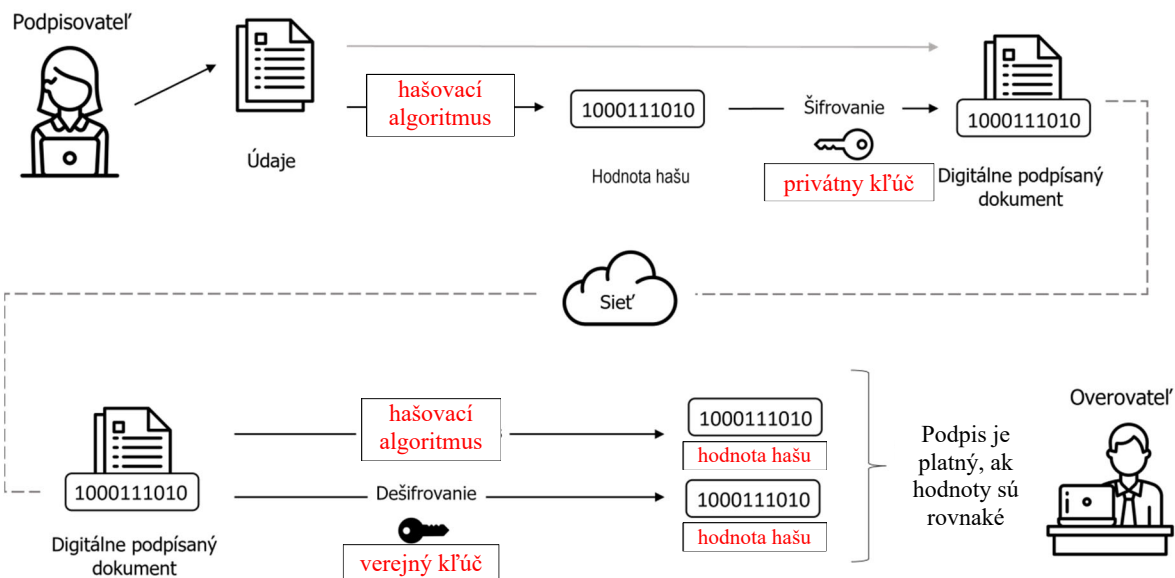 Podpisovateľ
Údaje
hašovací
algoritmus
1000111010
Hodnota hašu
Šifrovanie
privátny kľúč
1000111010
Digitálne podpísaný
dokument
Sieť
1000111010
Digitálne podpísaný
dokument
hašovací
algoritmus
Dešifrovanie
verejný kľúč
1000111010
hodnota hašu
1000111010
hodnota hašu
Podpis je
platný, ak
hodnoty sú
rovnaké
Overovateľ